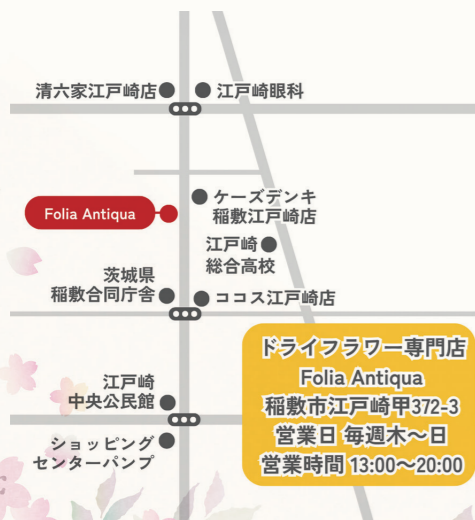 清六家江戸崎店
江戸崎眼科
ケーズデンキ
稲敷江戸崎店
Folia Antiqua
江戸崎
総合高校
茨城県
稲敷合同庁舎
ココス江戸崎店
江戸崎
中央公民館
ショッピング
センターパンプ
ドライフラワー専門店
Folia Antiqua
稲敷市江戸崎甲372-3
営業日 毎週木～日
営業時間 13:00～20:00